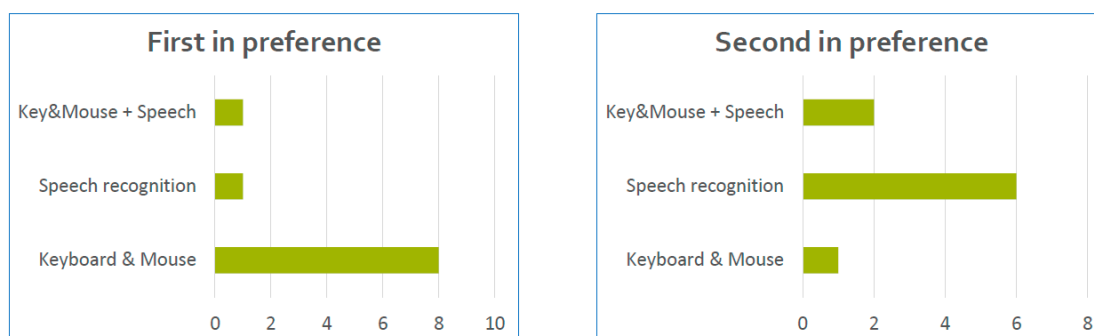 First in preference
Key&Mouse + Speech
Speech recognition
Keyboard & Mouse
0 2 4 6 8 10
Second in preference
Key&Mouse + Speech
Speech recognition
Keyboard & Mouse
0 2 4 6 8